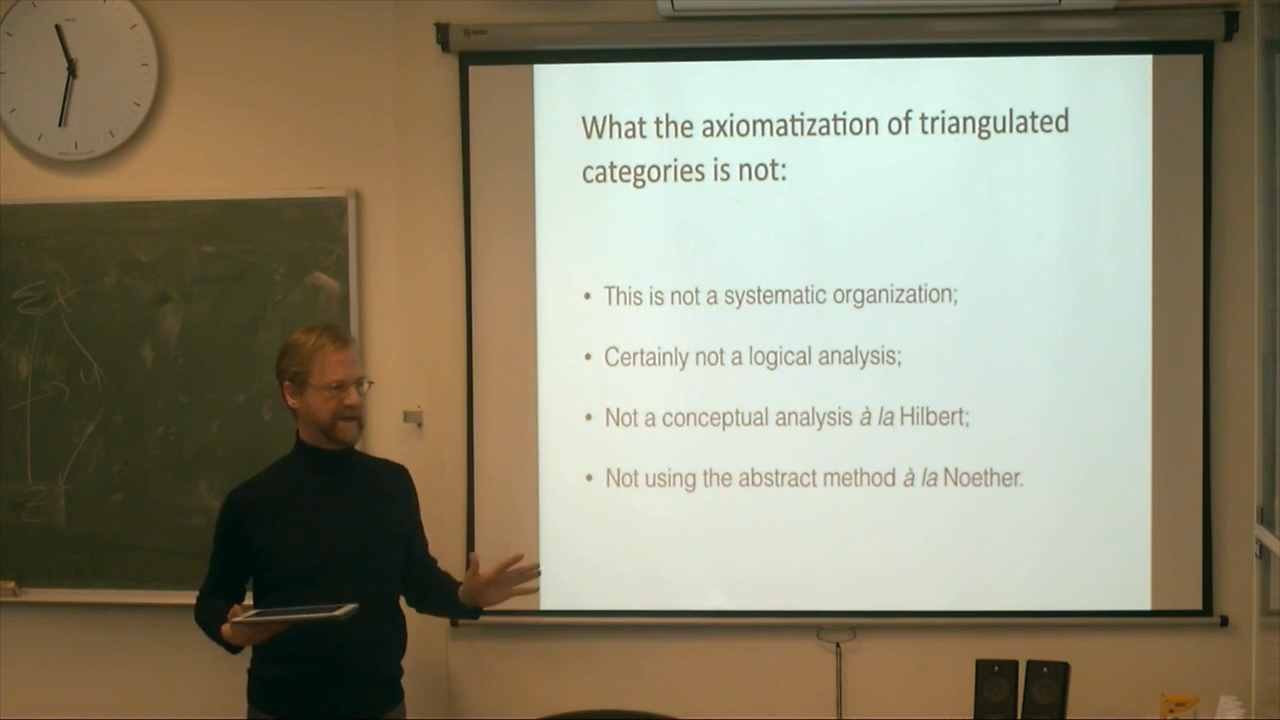 What the axiomatization of triangulated
categories is not:
• This is not a systematic organization;
• Certainly not a logical analysis;
• Not a conceptual analysis à la Hilbert;
• Not using the abstract method à la Noether.